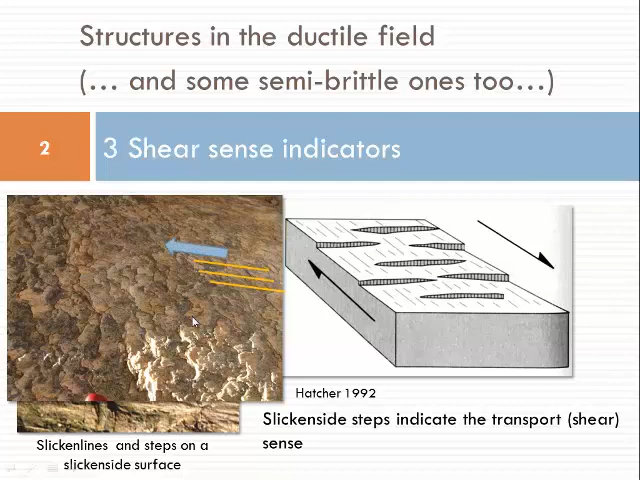 Structures in the ductile field
(… and some semi-brittle ones too…)
2
3 Shear sense indicators
Hatcher 1992
Slickenside steps indicate the transport (shear)
sense
Slickenlines and steps on a
slickenside surface